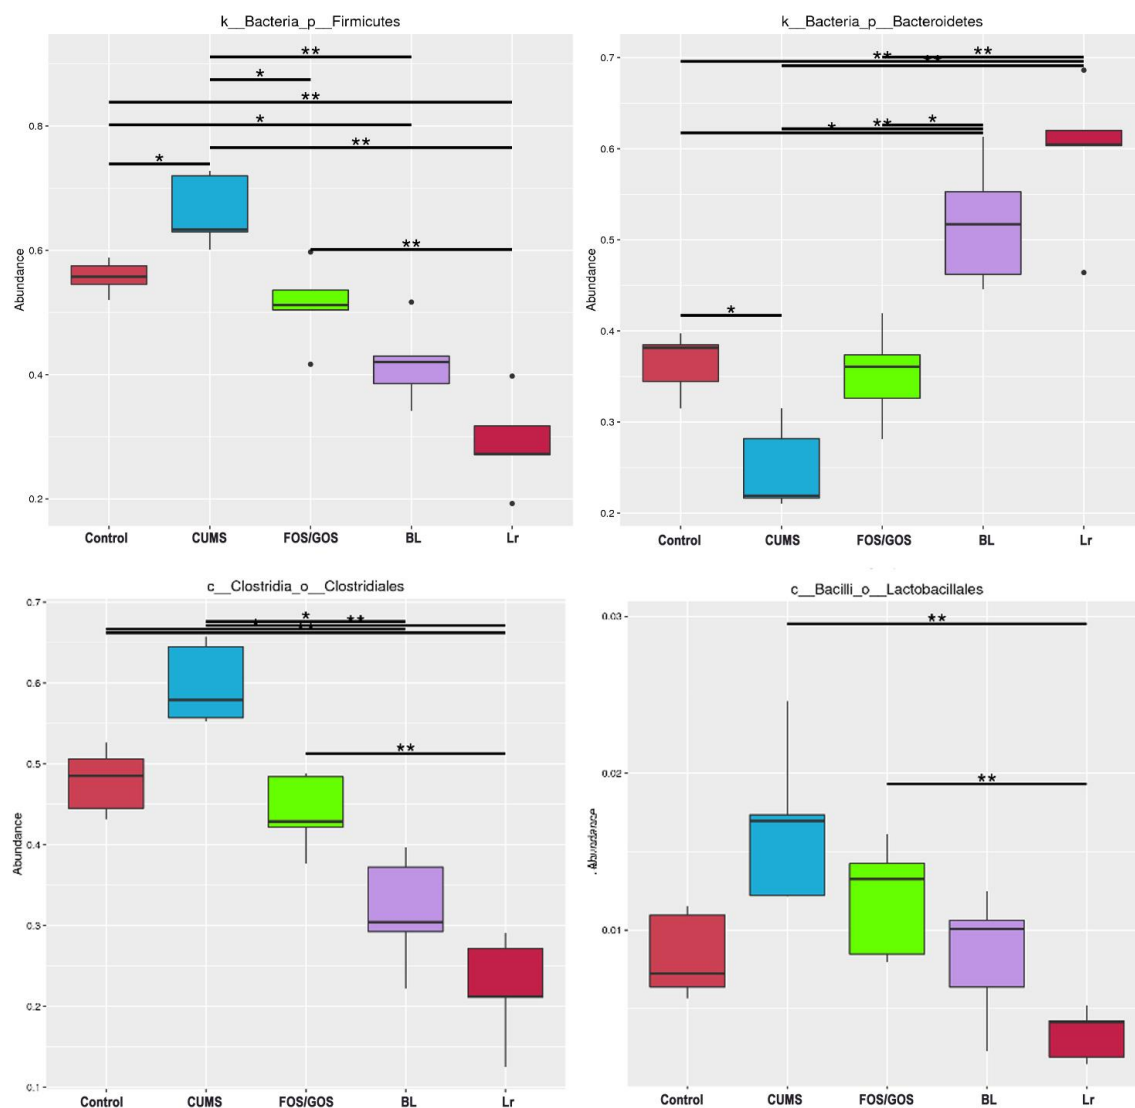 k__Bacteria_p__Firmicutes
**
*
**
*
0.8
**
*
Abundance
0.6
**
0.4
0.2
Control CUMS FOS/GOS BL Lr
k__Bacteria_p__Bacteroidetes
0.7
** ** **
* ** *
0.6
0.5
Abundance
0.4
*
0.3
0.2
Control CUMS FOS/GOS BL Lr
c__Clostridia_o__Clostridiales
0.7
* **
0.6
0.5
**
Abundance
0.4
0.3
0.2
0.1
Control CUMS FOS/GOS BL Lr
c__Bacilli_o__Lactobacillales
0.03
**
0.02
**
Abundance
0.01
Control CUMS FOS/GOS BL Lr